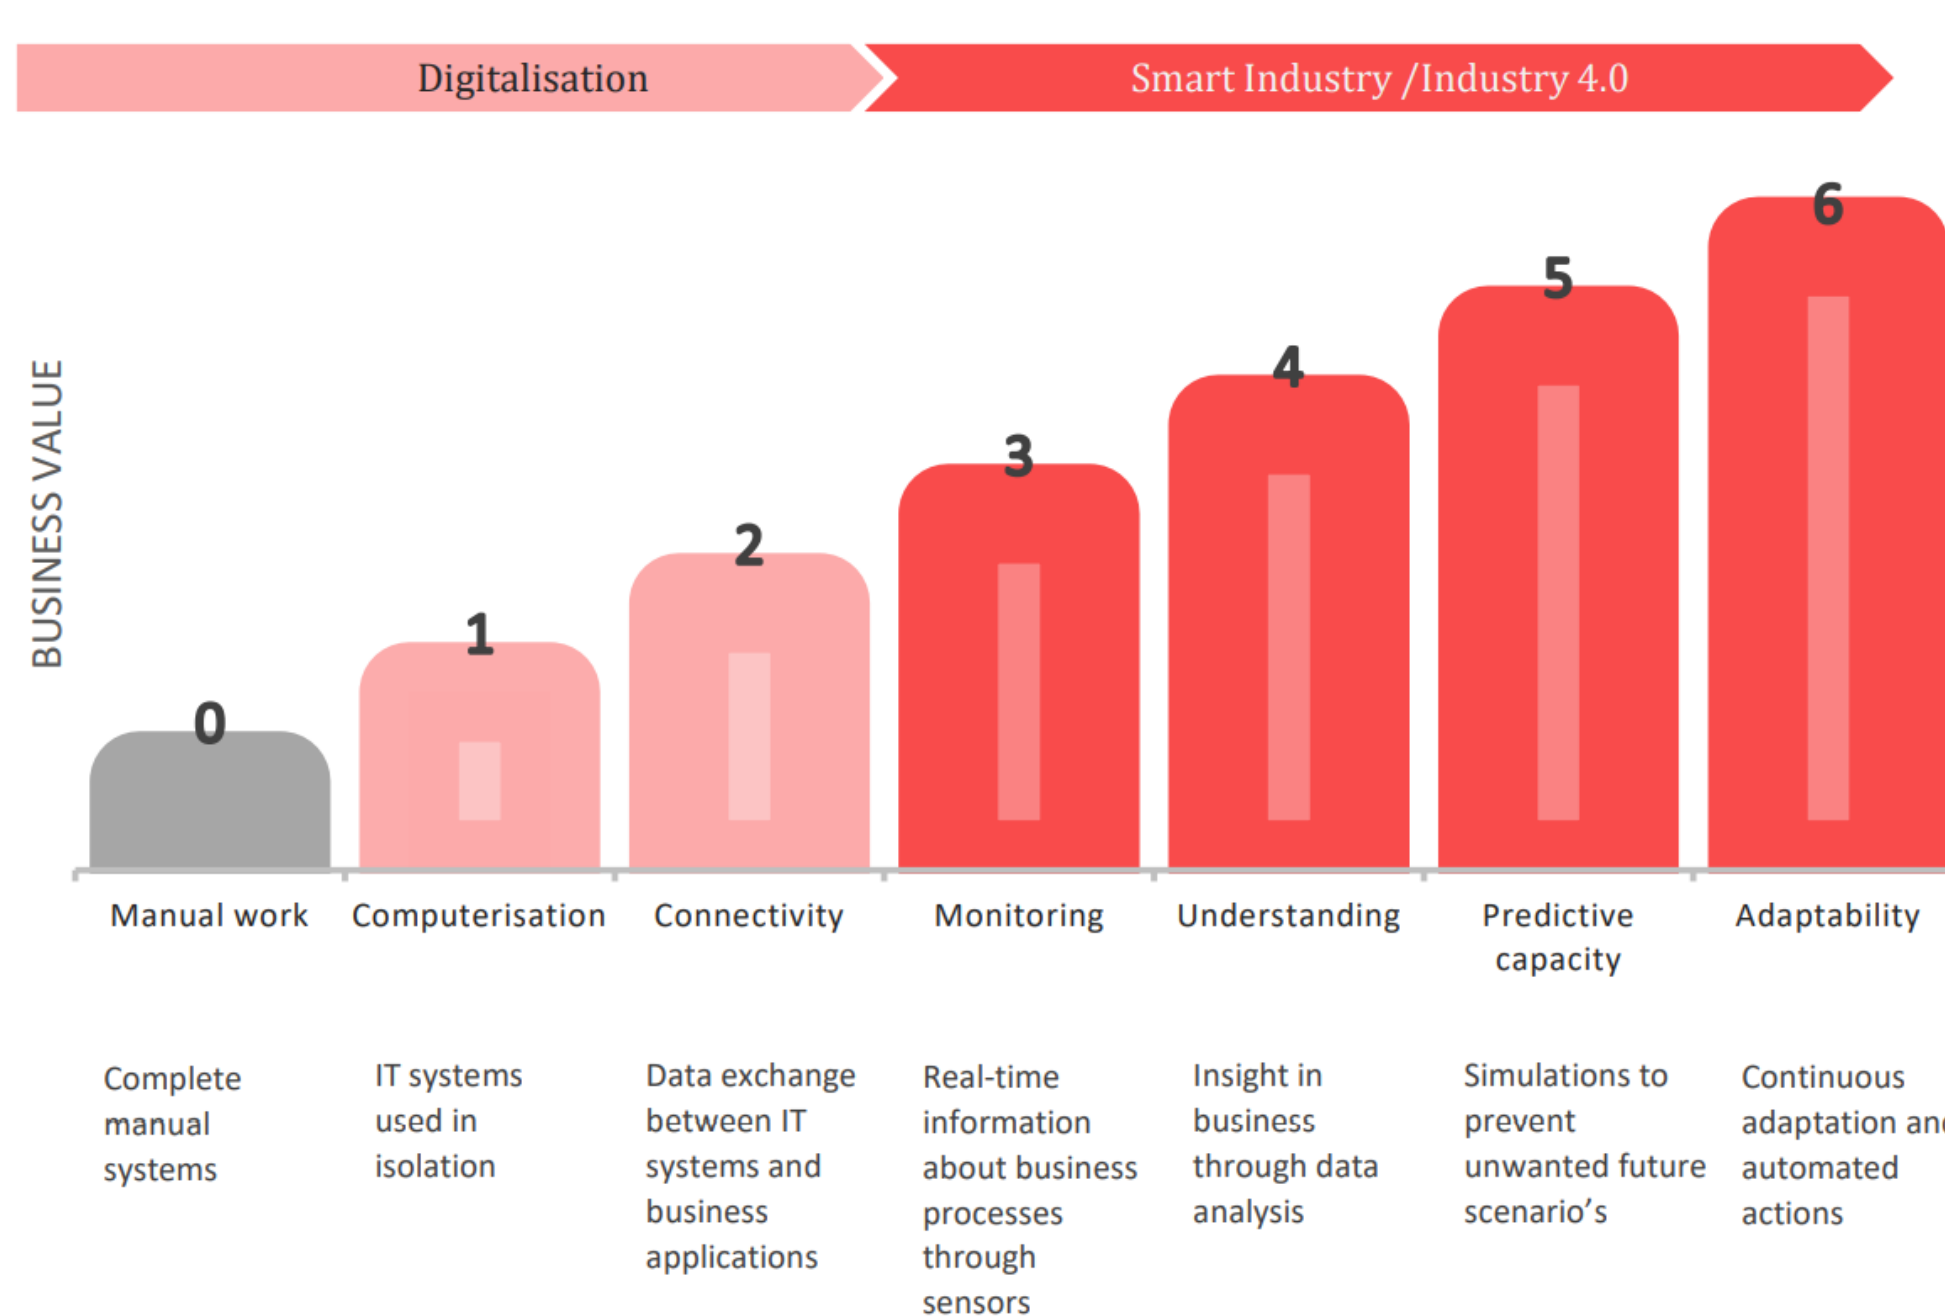 Digitalisation
Smart Industry /Industry 4.0
BUSINESS VALUE
0
1
2
3
4
5
6
Manual work
Computerisation
Connectivity
Monitoring
Understanding
Predictive
capacity
Adaptability
Complete
manual
systems
IT systems
used in
isolation
Data exchange
between IT
systems and
business
applications
Real-time
information
about business
processes
through
sensors
Insight in
business
through data
analysis
Simulations to
prevent
unwanted future
scenario’s
Continuous
adaptation
automated
actions